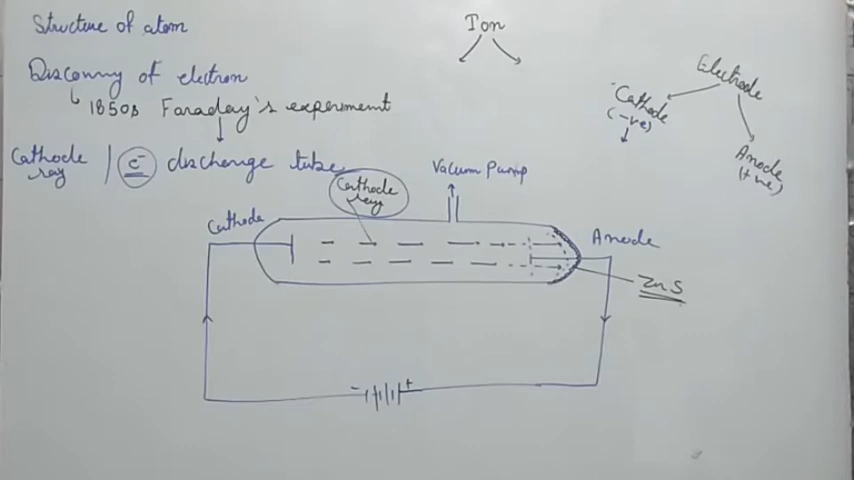 Structure of atom
Ion
Discovery of electron
Electrode
1850s Faraday's experiment
Cathode
(-ve)
Anode
(+ve)
Cathode ray | e⁻ discharge tube
Vacuum Pump
Cathode
rays
Cathode
Anode
ZnS
- +